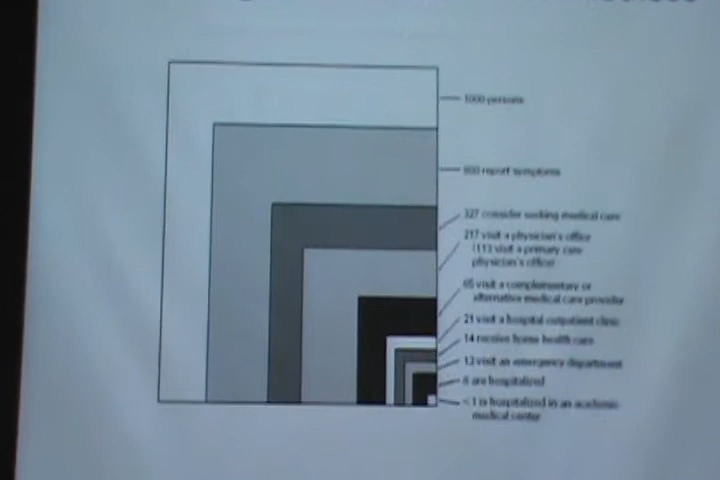 1000 persons
800 report symptoms
327 consider seeking medical care
217 visit a physician's office
(113 visit a primary care
physician's office)
65 visit a complementary or
alternative medical care provider
21 visit a hospital outpatient clinic
14 receive home health care
13 visit an emergency department
8 are hospitalized
<1 is hospitalized in an academic
medical center